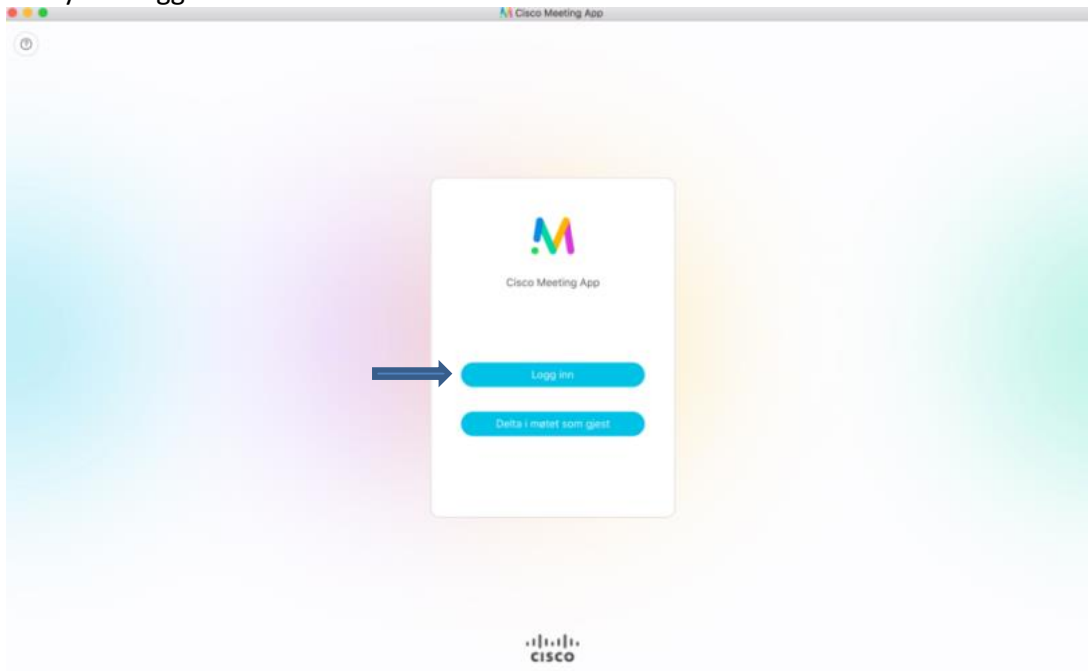 Cisco Meeting App
Cisco Meeting App
Logg inn
Delta i møtet som gjest
CISCO